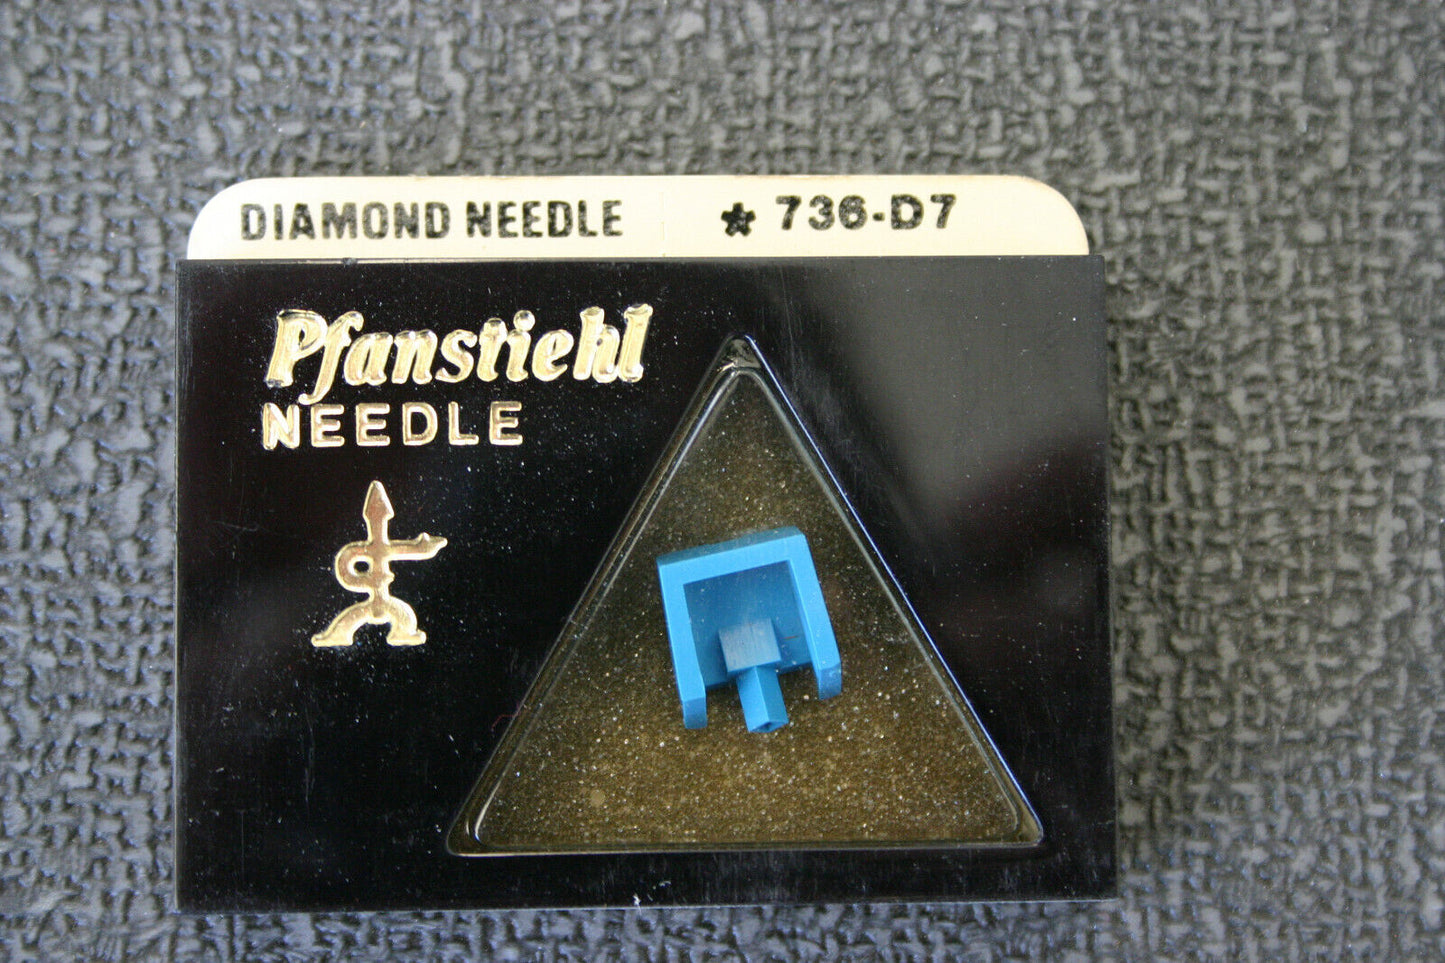 DIAMOND NEEDLE * 736-D7
Pfanstiehl
NEEDLE